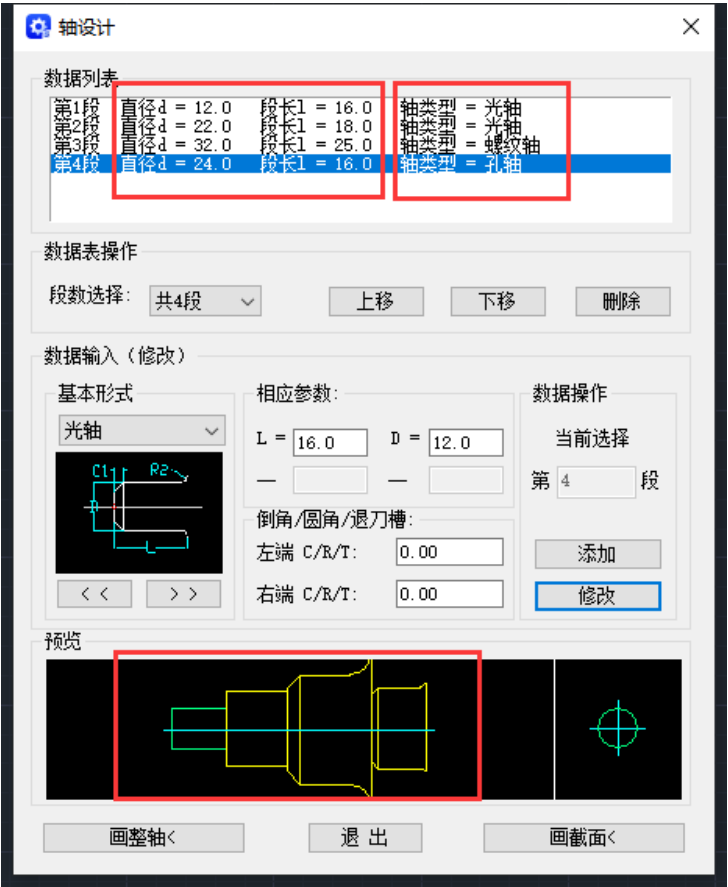 轴设计
数据列表
第1段 直径d = 12.0 段长l = 16.0 轴类型 = 光轴
第2段 直径d = 22.0 段长l = 18.0 轴类型 = 光轴
第3段 直径d = 32.0 段长l = 25.0 轴类型 = 螺纹轴
第4段 直径d = 24.0 段长l = 16.0 轴类型 = 孔轴
数据表操作
段数选择: 共4段 上移 下移 删除
数据输入（修改）
基本形式 相应参数: 数据操作
光轴 L = 16.0 D = 12.0 当前选择
C1 R2
D
L
— — 第 4 段
倒角/圆角/退刀槽:
左端 C/R/T: 0.00 添加
<< >> 右端 C/R/T: 0.00 修改
预览
画整轴< 退 出 画截面<